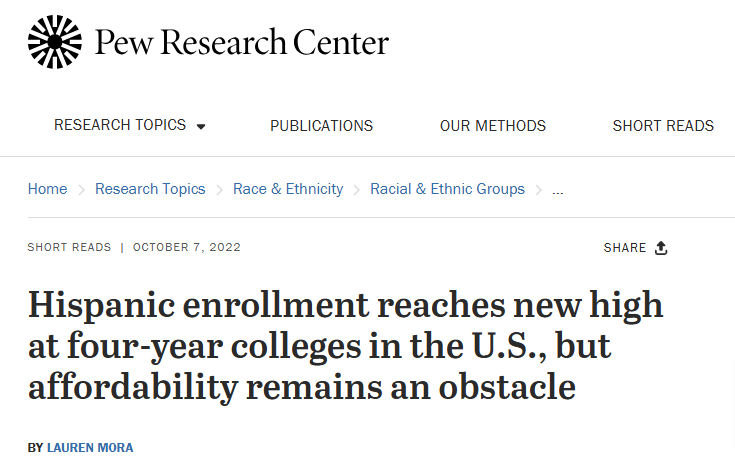 Pew Research Center
RESEARCH TOPICS PUBLICATIONS OUR METHODS SHORT READS
Home Research Topics Race & Ethnicity Racial & Ethnic Groups ...
SHORT READS | OCTOBER 7, 2022 SHARE
Hispanic enrollment reaches new high
at four-year colleges in the U.S., but
affordability remains an obstacle
BY LAUREN MORA